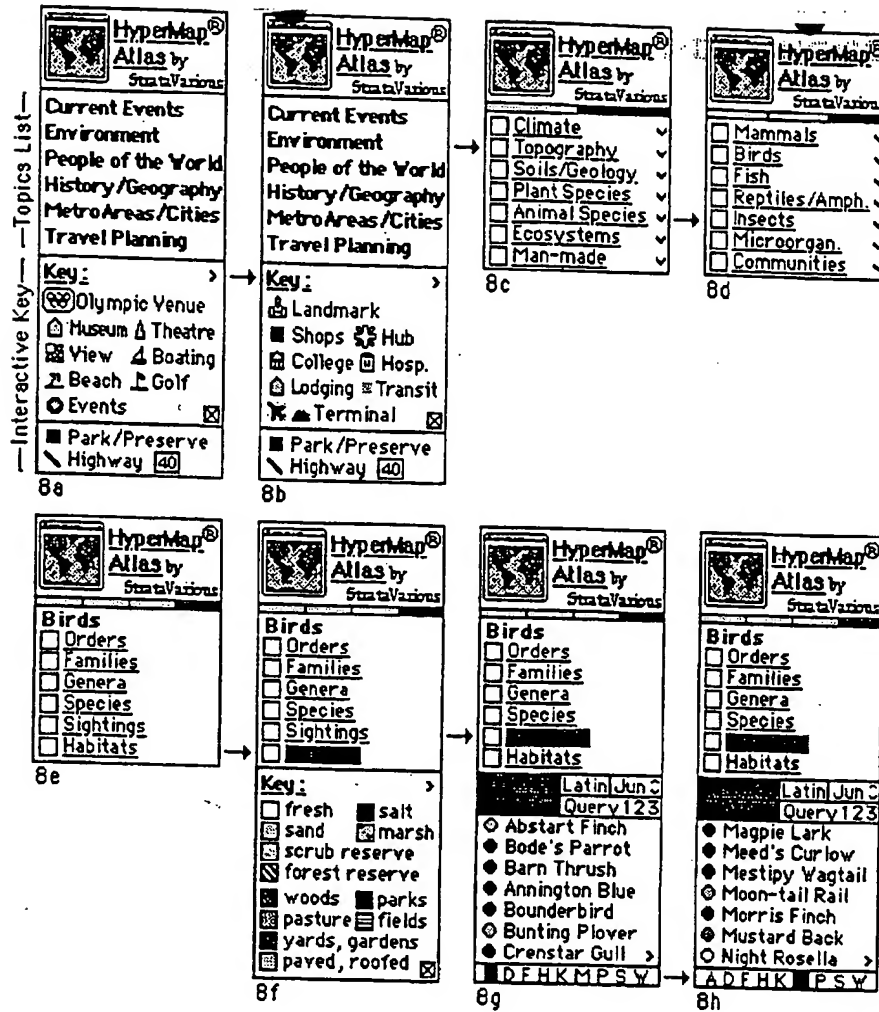 —Interactive Key— —Topics List—
HyperMap®
Atlas by
StrataVarious
Current Events
Environment
People of the World
History/Geography
Metro Areas/Cities
Travel Planning
Key: >
Olympic Venue
Museum Theatre
View Boating
Beach Golf
Events
Park/Preserve
Highway 40
8a
HyperMap®
Atlas by
StrataVarious
Current Events
Environment
People of the World
History/Geography
Metro Areas/Cities
Travel Planning
Key: >
Landmark
Shops Hub
College Hosp.
Lodging Transit
Terminal
Park/Preserve
Highway 40
8b
HyperMap®
Atlas by
StrataVarious
Climate
Topography
Soils/Geology
Plant Species
Animal Species
Ecosystems
Man-made
8c
HyperMap®
Atlas by
StrataVarious
Mammals
Birds
Fish
Reptiles/Amph.
Insects
Microorgan.
Communities
8d
HyperMap®
Atlas by
StrataVarious
Birds
Orders
Families
Genera
Species
Sightings
Habitats
8e
HyperMap®
Atlas by
StrataVarious
Birds
Orders
Families
Genera
Species
Sightings
Key: >
fresh salt
sand marsh
scrub reserve
forest reserve
woods parks
pasture fields
yards, gardens
paved, roofed
8f
HyperMap®
Atlas by
StrataVarious
Birds
Orders
Families
Genera
Species
Habitats
Latin Jun
Query 123
Abstart Finch
Bode's Parrot
Barn Thrush
Annington Blue
Bounderbird
Bunting Plover
Crenstar Gull >
D F H K M P S W
8g
HyperMap®
Atlas by
StrataVarious
Birds
Orders
Families
Genera
Species
Habitats
Latin Jun
Query 123
Magpie Lark
Meed's Curlow
Mestipy Wagtail
Moon-tail Rail
Morris Finch
Mustard Back
Night Rosella >
A D F H K P S W
8h